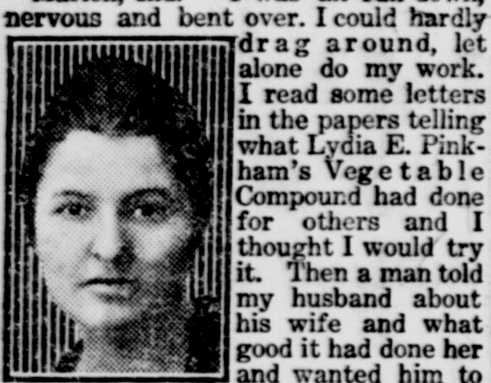 nervous and bent over. I could hardly
drag around, let
alone do my work.
I read some letters
in the papers telling
what Lydia E. Pink-
ham's Vegetable
Compound had done
for others and I
thought I would try
it. Then a man told
my husband about
his wife and what
good it had done her
and wanted him to